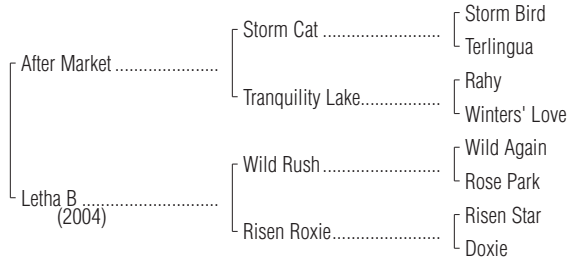 Storm Bird
Storm Cat ........................
Terlingua
After Market .....................
Rahy
Tranquility Lake................
Winters' Love
Wild Again
Wild Rush ........................
Rose Park
Letha B ............................
(2004)
Risen Star
Risen Roxie......................
Doxie